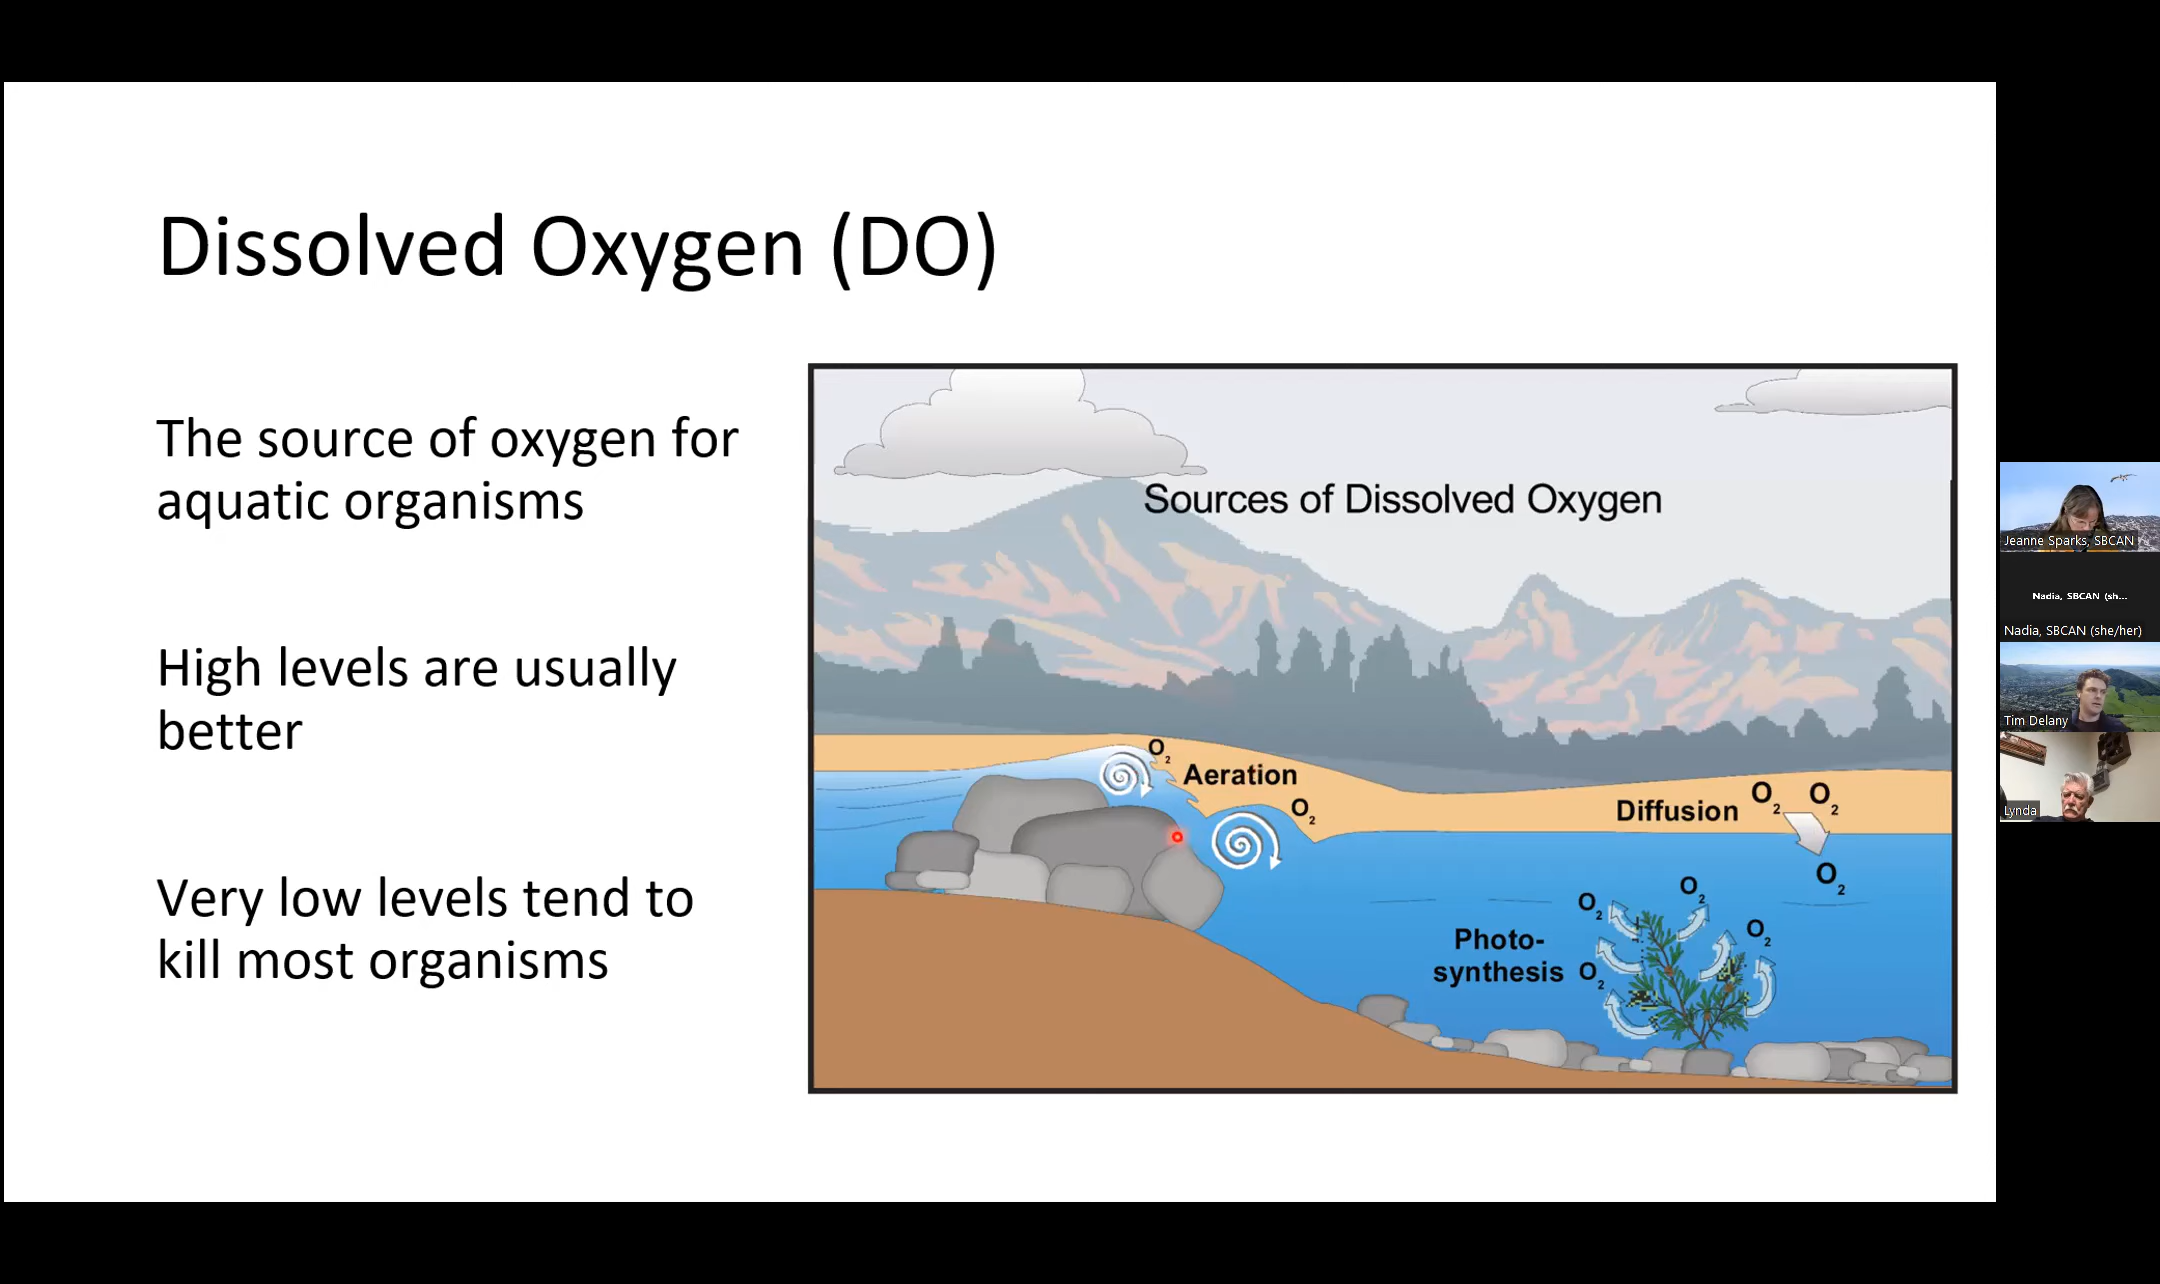 Dissolved Oxygen (DO)
The source of oxygen for
aquatic organisms
High levels are usually
better
Very low levels tend to
kill most organisms
Sources of Dissolved Oxygen
O2
Aeration
O2
Diffusion
O2
O2
O2
O2
O2
O2
Photo-
synthesis
O2
Jeanne Sparks, SBCAN
Nadia, SBCAN (sh...
Nadia, SBCAN (she/her)
Tim Delany
Lynda